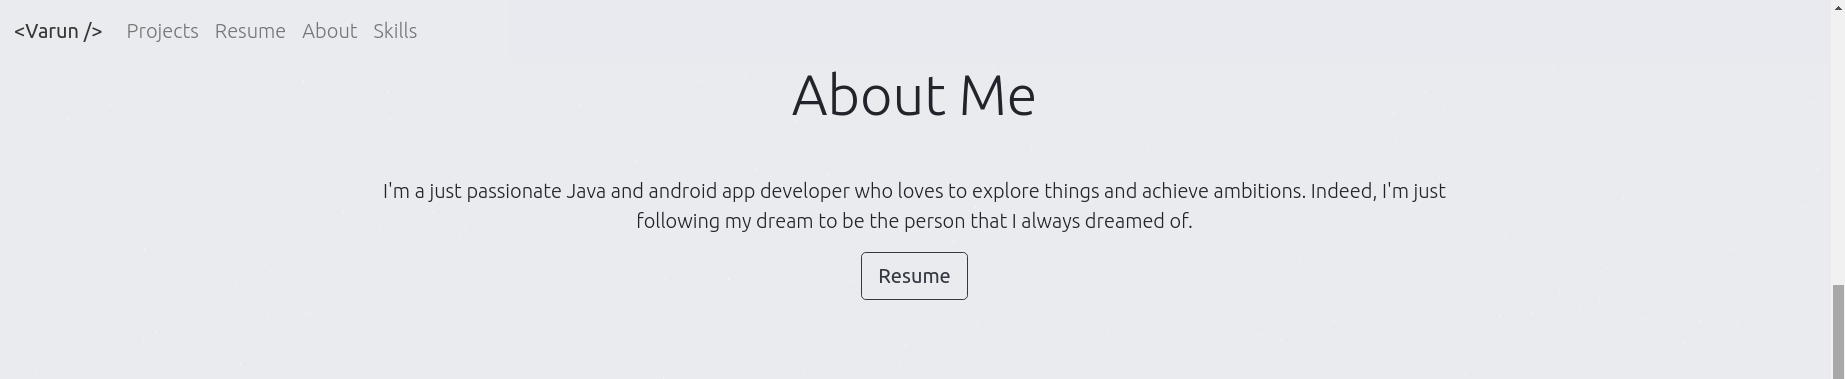 <Varun /> Projects Resume About Skills
About Me
I'm a just passionate Java and android app developer who loves to explore things and achieve ambitions. Indeed, I'm just
following my dream to be the person that I always dreamed of.
Resume